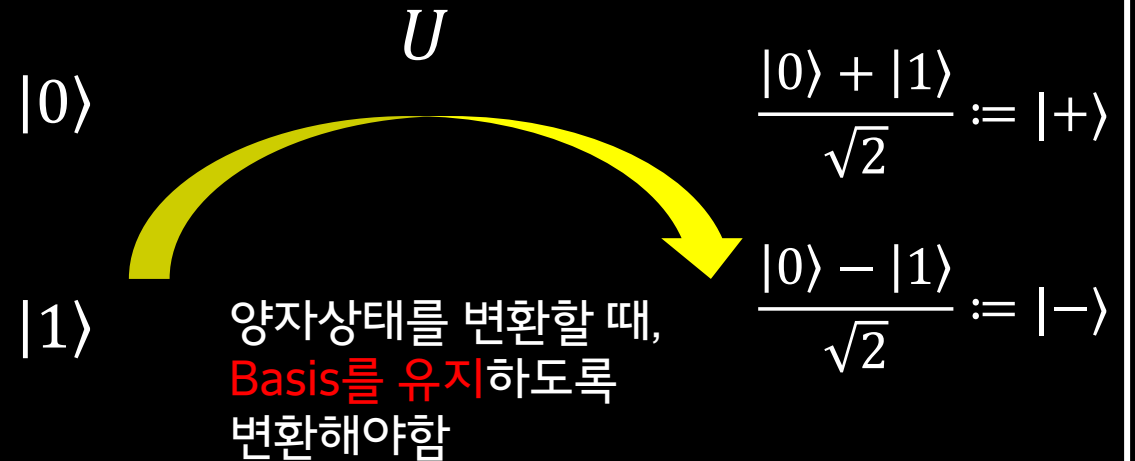 U
|0⟩
(|0⟩ + |1⟩)/√2 ≔ |+⟩
|1⟩
(|0⟩ − |1⟩)/√2 ≔ |−⟩
양자상태를 변환할 때,
Basis를 유지하도록
변환해야함